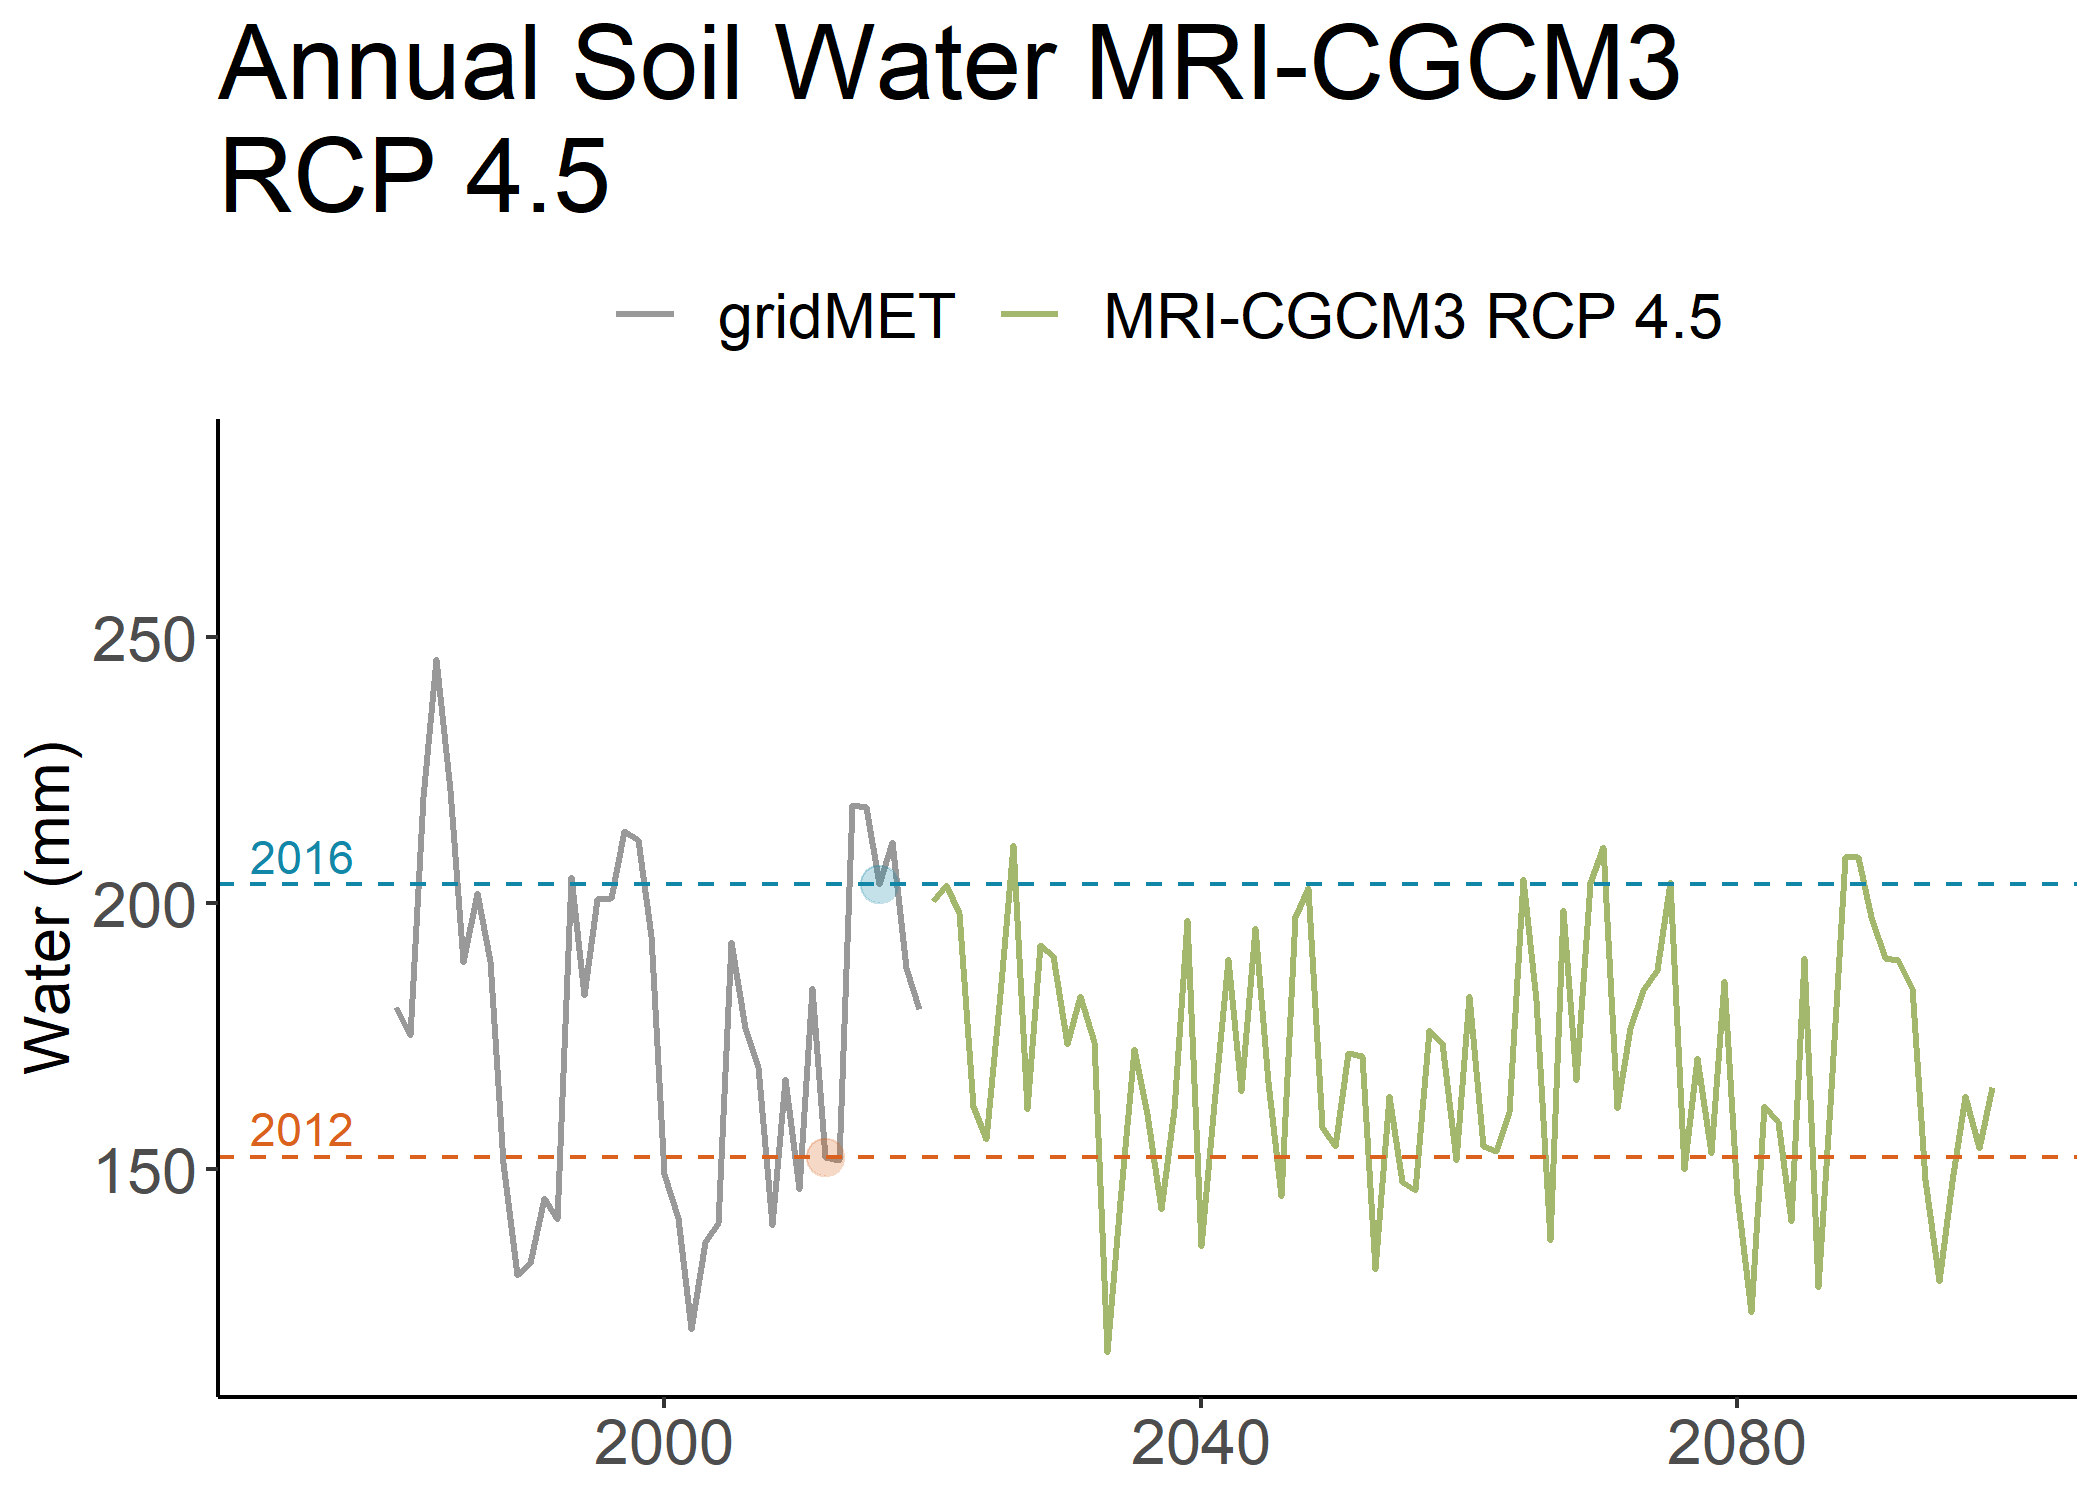 Annual Soil Water MRI-CGCM3
RCP 4.5
gridMET MRI-CGCM3 RCP 4.5
Water (mm)
250
200
150
2016
2012
2000 2040 2080